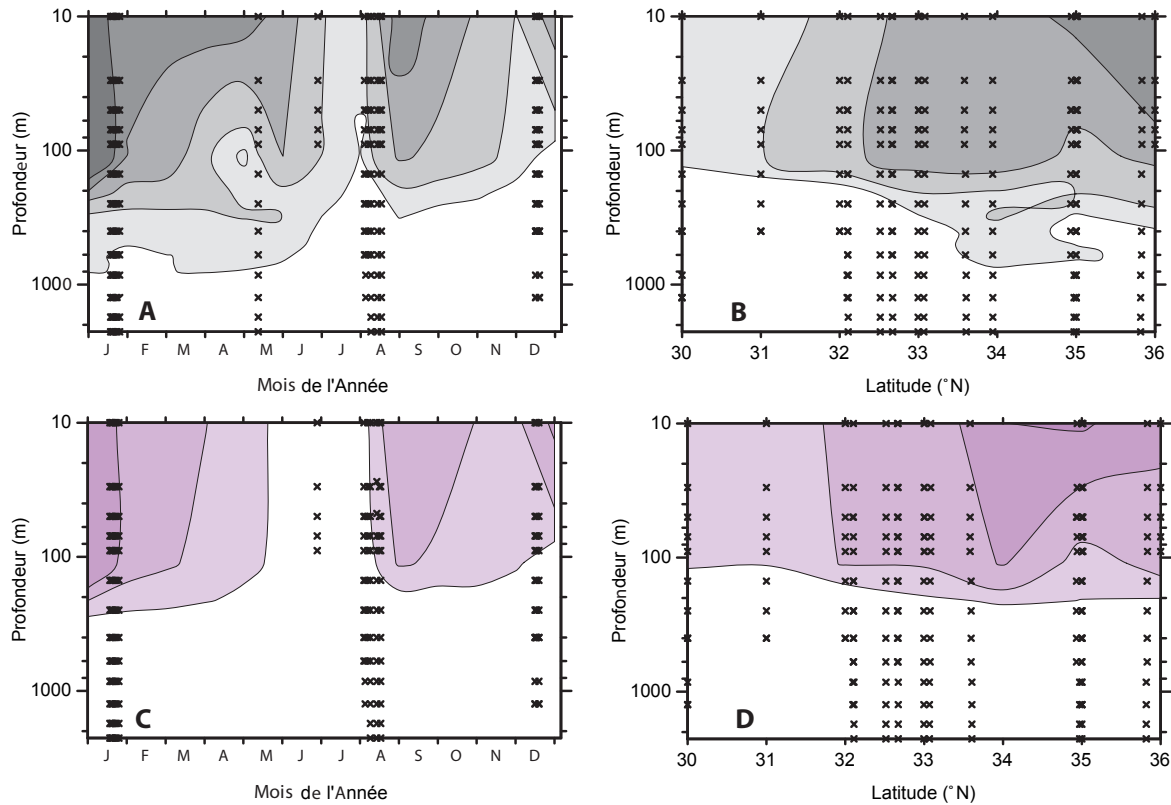 10
100
1000
Profondeur (m)
A
J F M A M J J A S O N D
Mois de l'Année
10
100
1000
Profondeur (m)
B
30 31 32 33 34 35 36
Latitude (˚N)
10
100
1000
Profondeur (m)
C
J F M A M J J A S O N D
Mois de l'Année
10
100
1000
Profondeur (m)
D
30 31 32 33 34 35 36
Latitude (˚N)